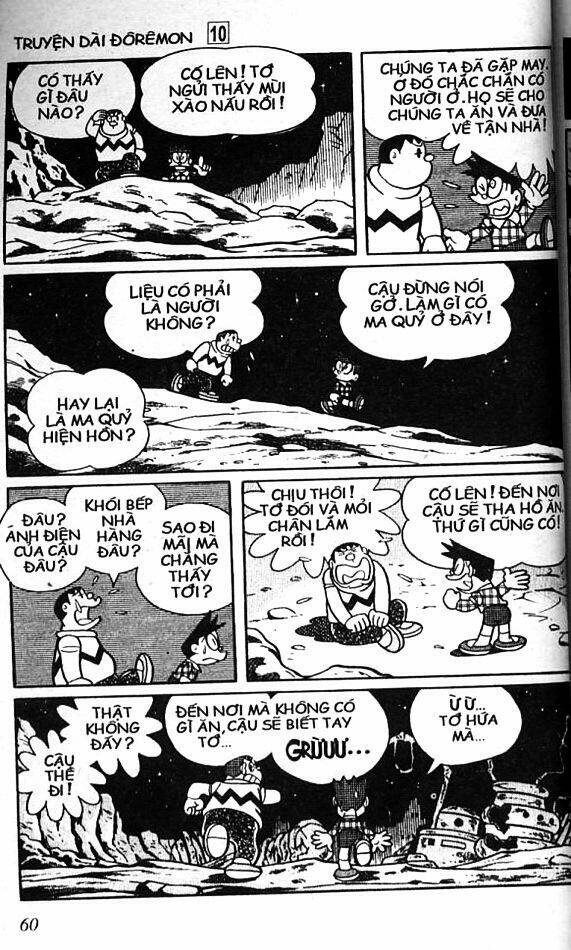 TRUYỆN DÀI ĐÔRÊMON 10
CÓ THẤY
GÌ ĐÂU
NÀO?
CỐ LÊN! TỚ
NGỬI THẤY MÙI
XÀO NẤU RỒI!
CHÚNG TA ĐÃ GẶP MAY.
Ở ĐÓ CHẮC CHẮN CÓ
NGƯỜI Ở. HỌ SẼ CHO
CHÚNG TA ĂN VÀ ĐƯA
VỀ TẬN NHÀ!
LIỆU CÓ PHẢI
LÀ NGƯỜI
KHÔNG?
CẬU ĐỪNG NÓI
GỞ. LÀM GÌ CÓ
MA QUỶ Ở ĐÂY!
HAY LẠI
LÀ MA QUỶ
HIỆN HỒN?
ĐÂU?
ÁNH ĐIỆN
CỦA CẬU
ĐÂU?
KHÓI BẾP
NHÀ
HÀNG
ĐÂU?
SAO ĐI
MÃI MÀ
CHẲNG
THẤY
TỚI?
CHỊU THÔI!
TỚ ĐÓI VÀ MỎI
CHÂN LẮM
RỒI!
CỐ LÊN! ĐẾN NƠI
CẬU SẼ THA HỒ ĂN.
THỨ GÌ CŨNG CÓ!
THẬT
KHÔNG
ĐẤY?
CẬU
THỀ
ĐI!
ĐẾN NƠI MÀ KHÔNG CÓ
GÌ ĂN, CẬU SẼ BIẾT TAY
TỚ...
GRỪỪƯ...
Ừ Ừ...
TỚ HỨA
MÀ...
60